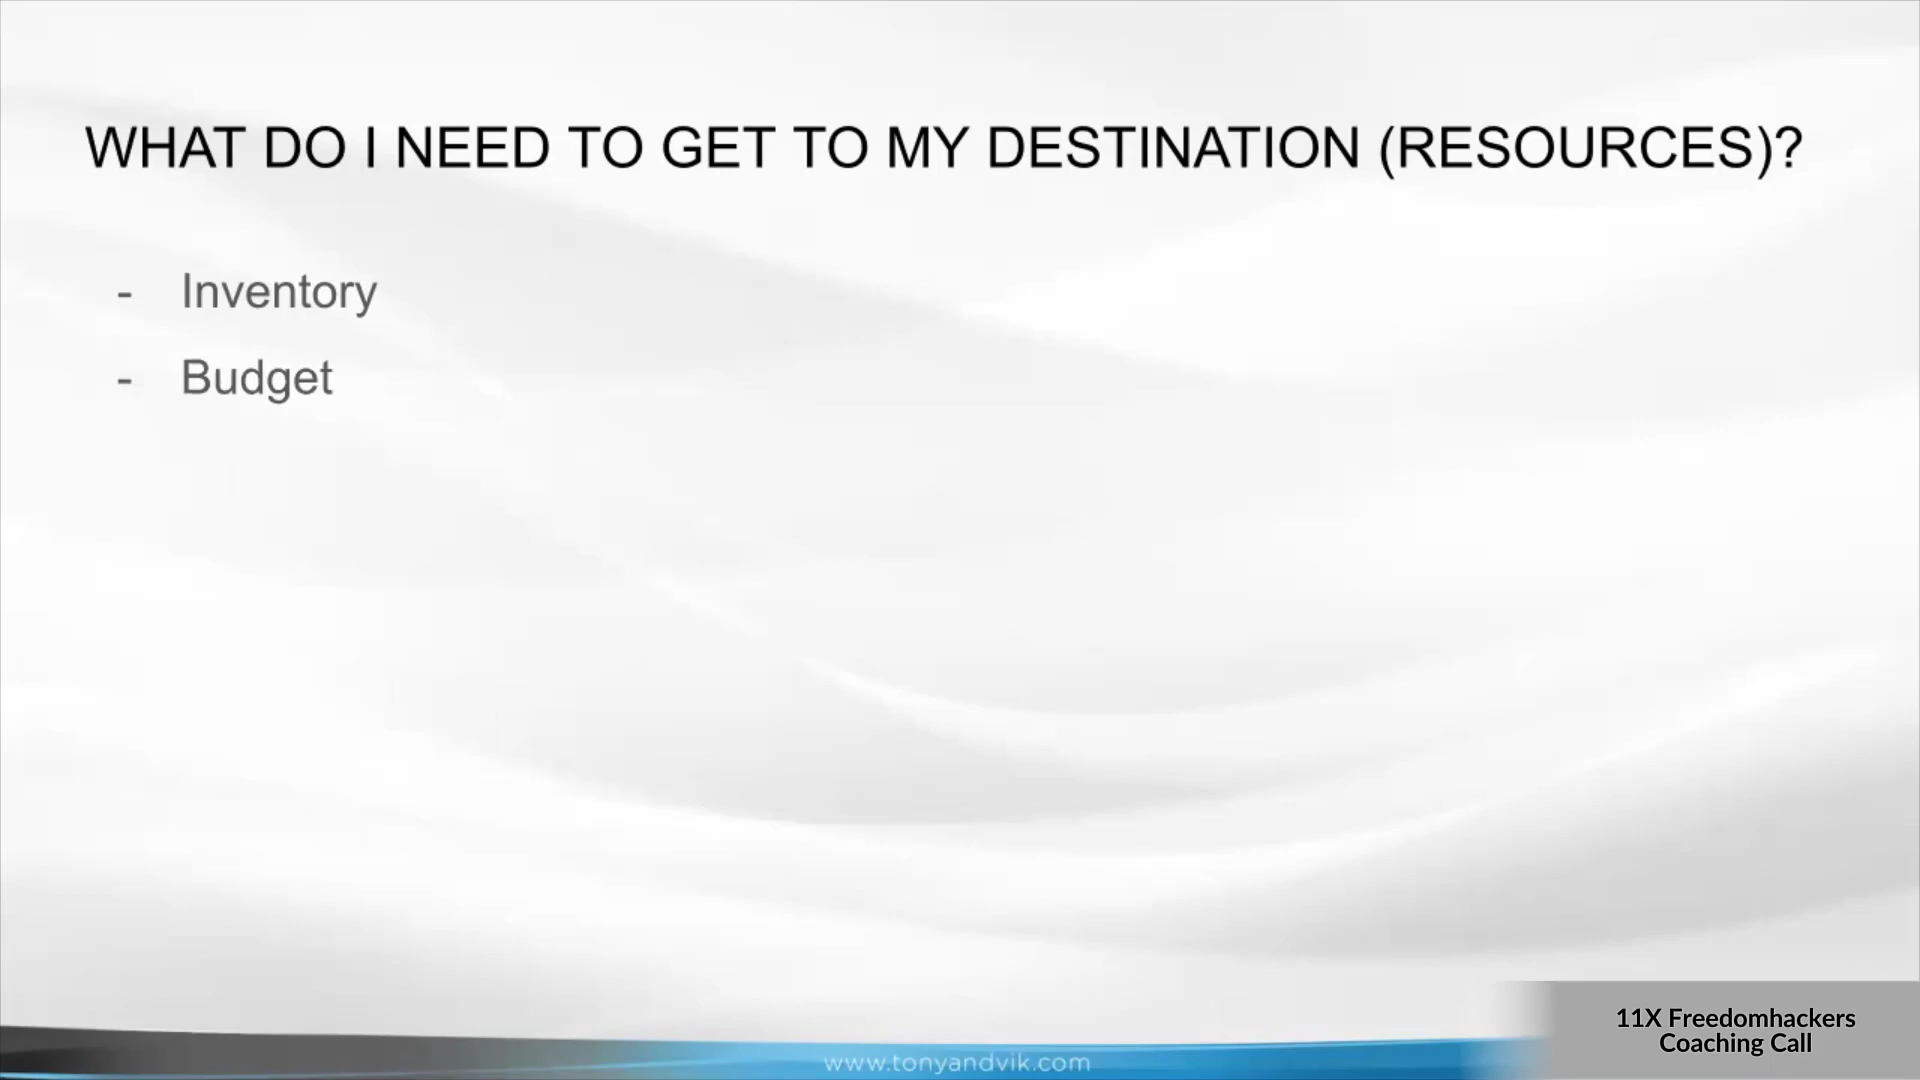 WHAT DO I NEED TO GET TO MY DESTINATION (RESOURCES)?
- Inventory
- Budget
www.tonyandvik.com
11X Freedomhackers
Coaching Call